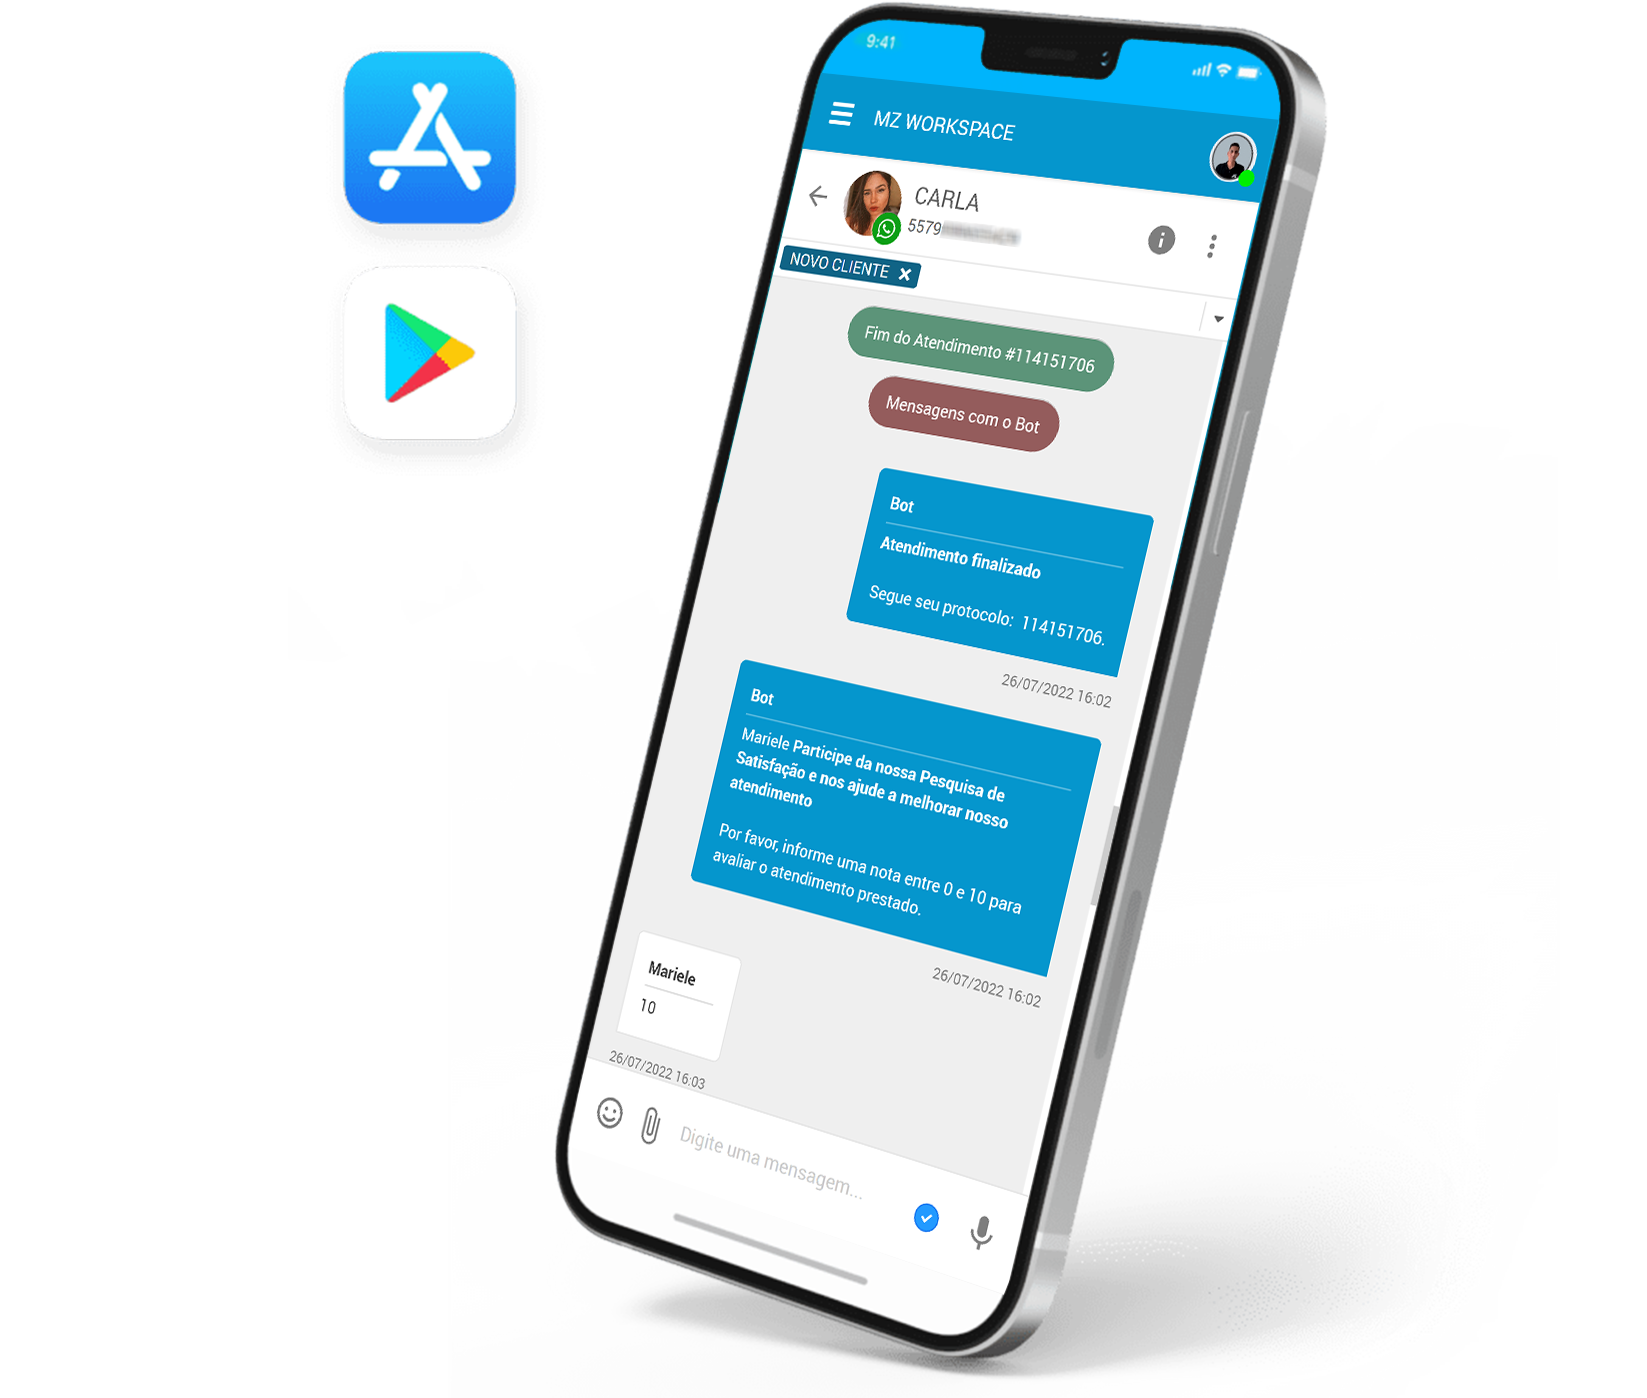 9:41
MZ WORKSPACE
CARLA
5579
NOVO CLIENTE
Fim do Atendimento #114151706
Mensagens com o Bot
Bot
Atendimento finalizado
Segue seu protocolo: 114151706.
26/07/2022 16:02
Bot
Mariele Participe da nossa Pesquisa de
Satisfação e nos ajude a melhorar nosso
atendimento
Por favor, informe uma nota entre 0 e 10 para
avaliar o atendimento prestado.
26/07/2022 16:02
Mariele
10
26/07/2022 16:03
Digite uma mensagem...